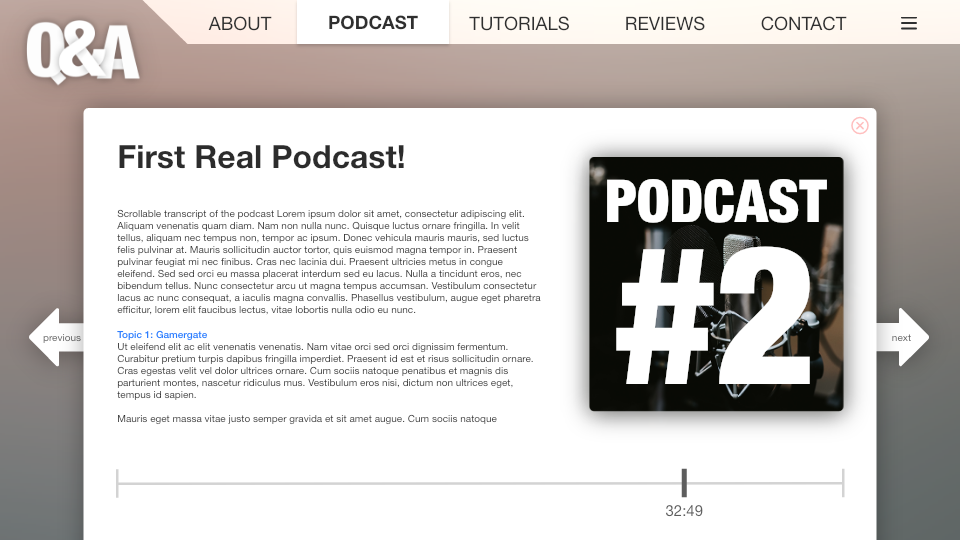 Q&A
ABOUT
PODCAST
TUTORIALS
REVIEWS
CONTACT
First Real Podcast!
Scrollable transcript of the podcast Lorem ipsum dolor sit amet, consectetur adipiscing elit.
Aliquam venenatis quam diam. Nam non nulla nunc. Quisque luctus ornare fringilla. In velit
tellus, aliquam nec tempus non, tempor ac ipsum. Donec vehicula mauris mauris, sed luctus
felis pulvinar at. Mauris sollicitudin auctor tortor, quis euismod magna tempor in. Praesent
pulvinar feugiat mi nec finibus. Cras nec lacinia dui. Praesent ultricies metus in congue
eleifend. Sed sed orci eu massa placerat interdum sed eu lacus. Nulla a tincidunt eros, nec
bibendum tellus. Nunc consectetur arcu ut magna tempus accumsan. Vestibulum consectetur
lacus ac nunc consequat, a iaculis magna convallis. Phasellus vestibulum, augue eget pharetra
efficitur, lorem elit faucibus lectus, vitae lobortis nulla odio eu nunc.
Topic 1: Gamergate
Ut eleifend elit ac elit venenatis venenatis. Nam vitae orci sed orci dignissim fermentum.
Curabitur pretium turpis dapibus fringilla imperdiet. Praesent id est et risus sollicitudin ornare.
Cras egestas velit vel dolor ultrices ornare. Cum sociis natoque penatibus et magnis dis
parturient montes, nascetur ridiculus mus. Vestibulum eros nisi, dictum non ultrices eget,
tempus id sapien.
Mauris eget massa vitae justo semper gravida et sit amet augue. Cum sociis natoque
PODCAST
#2
previous
next
32:49